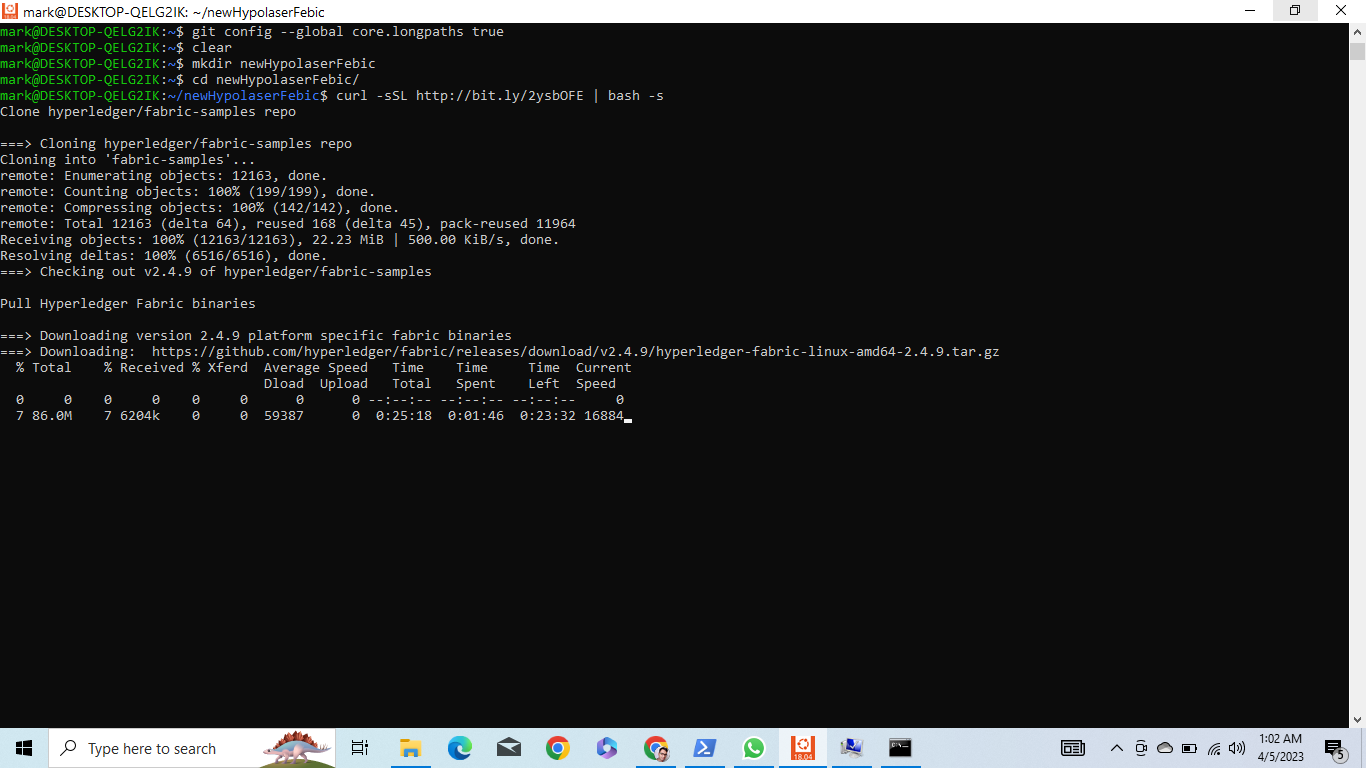 mark@DESKTOP-QELG2IK: ~/newHypolaserFebic
mark@DESKTOP-QELG2IK:~$ git config --global core.longpaths true
mark@DESKTOP-QELG2IK:~$ clear
mark@DESKTOP-QELG2IK:~$ mkdir newHypolaserFebic
mark@DESKTOP-QELG2IK:~$ cd newHypolaserFebic/
mark@DESKTOP-QELG2IK:~/newHypolaserFebic$ curl -sSL http://bit.ly/2ysbOFE | bash -s
Clone hyperledger/fabric-samples repo
===> Cloning hyperledger/fabric-samples repo
Cloning into 'fabric-samples'...
remote: Enumerating objects: 12163, done.
remote: Counting objects: 100% (199/199), done.
remote: Compressing objects: 100% (142/142), done.
remote: Total 12163 (delta 64), reused 168 (delta 45), pack-reused 11964
Receiving objects: 100% (12163/12163), 22.23 MiB | 500.00 KiB/s, done.
Resolving deltas: 100% (6516/6516), done.
===> Checking out v2.4.9 of hyperledger/fabric-samples
Pull Hyperledger Fabric binaries
===> Downloading version 2.4.9 platform specific fabric binaries
===> Downloading:  https://github.com/hyperledger/fabric/releases/download/v2.4.9/hyperledger-fabric-linux-amd64-2.4.9.tar.gz
  % Total    % Received % Xferd  Average Speed   Time    Time     Time  Current
                                 Dload  Upload   Total   Spent    Left  Speed
  0     0    0     0    0     0      0      0 --:--:-- --:--:-- --:--:--     0
  7 86.0M    7 6204k    0     0  59387      0  0:25:18  0:01:46  0:23:32 16884
Type here to search
18.04
1:02 AM
4/5/2023
5